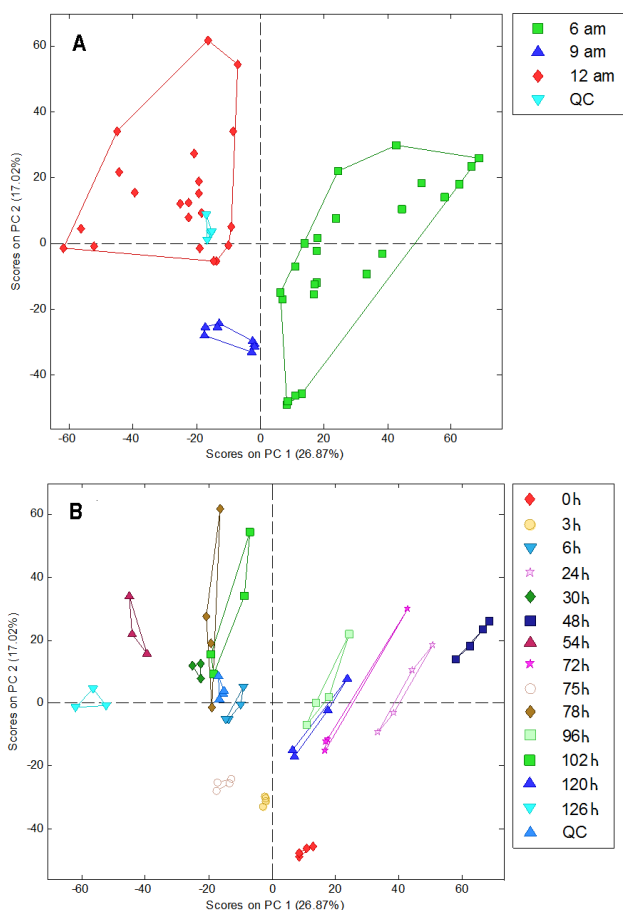 A
6 am
9 am
12 am
QC
60
40
20
0
-20
-40
Scores on PC 2 (17.02%)
-60 -40 -20 0 20 40 60
Scores on PC 1 (26.87%)
B
0h
3h
6h
24h
30h
48h
54h
72h
75h
78h
96h
102h
120h
126h
QC
60
40
20
0
-20
-40
Scores on PC 2 (17.02%)
-60 -40 -20 0 20 40 60
Scores on PC 1 (26.87%)